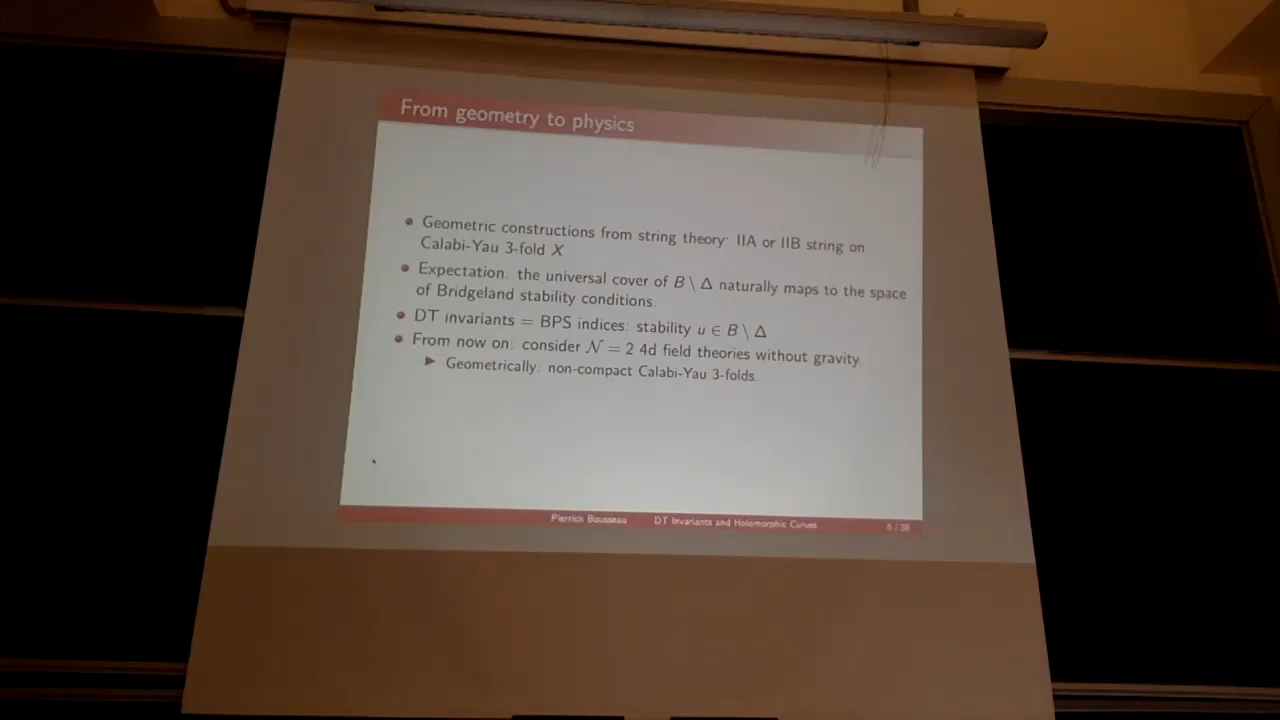 From geometry to physics
• Geometric constructions from string theory: IIA or IIB string on
Calabi-Yau 3-fold X
• Expectation: the universal cover of B \ Δ naturally maps to the space
of Bridgeland stability conditions.
• DT invariants = BPS indices: stability u ∈ B \ Δ
• From now on: consider 𝒩 = 2 4d field theories without gravity.
▶ Geometrically: non-compact Calabi-Yau 3-folds.
Pierrick Bousseau DT Invariants and Holomorphic Curves 6 / 38